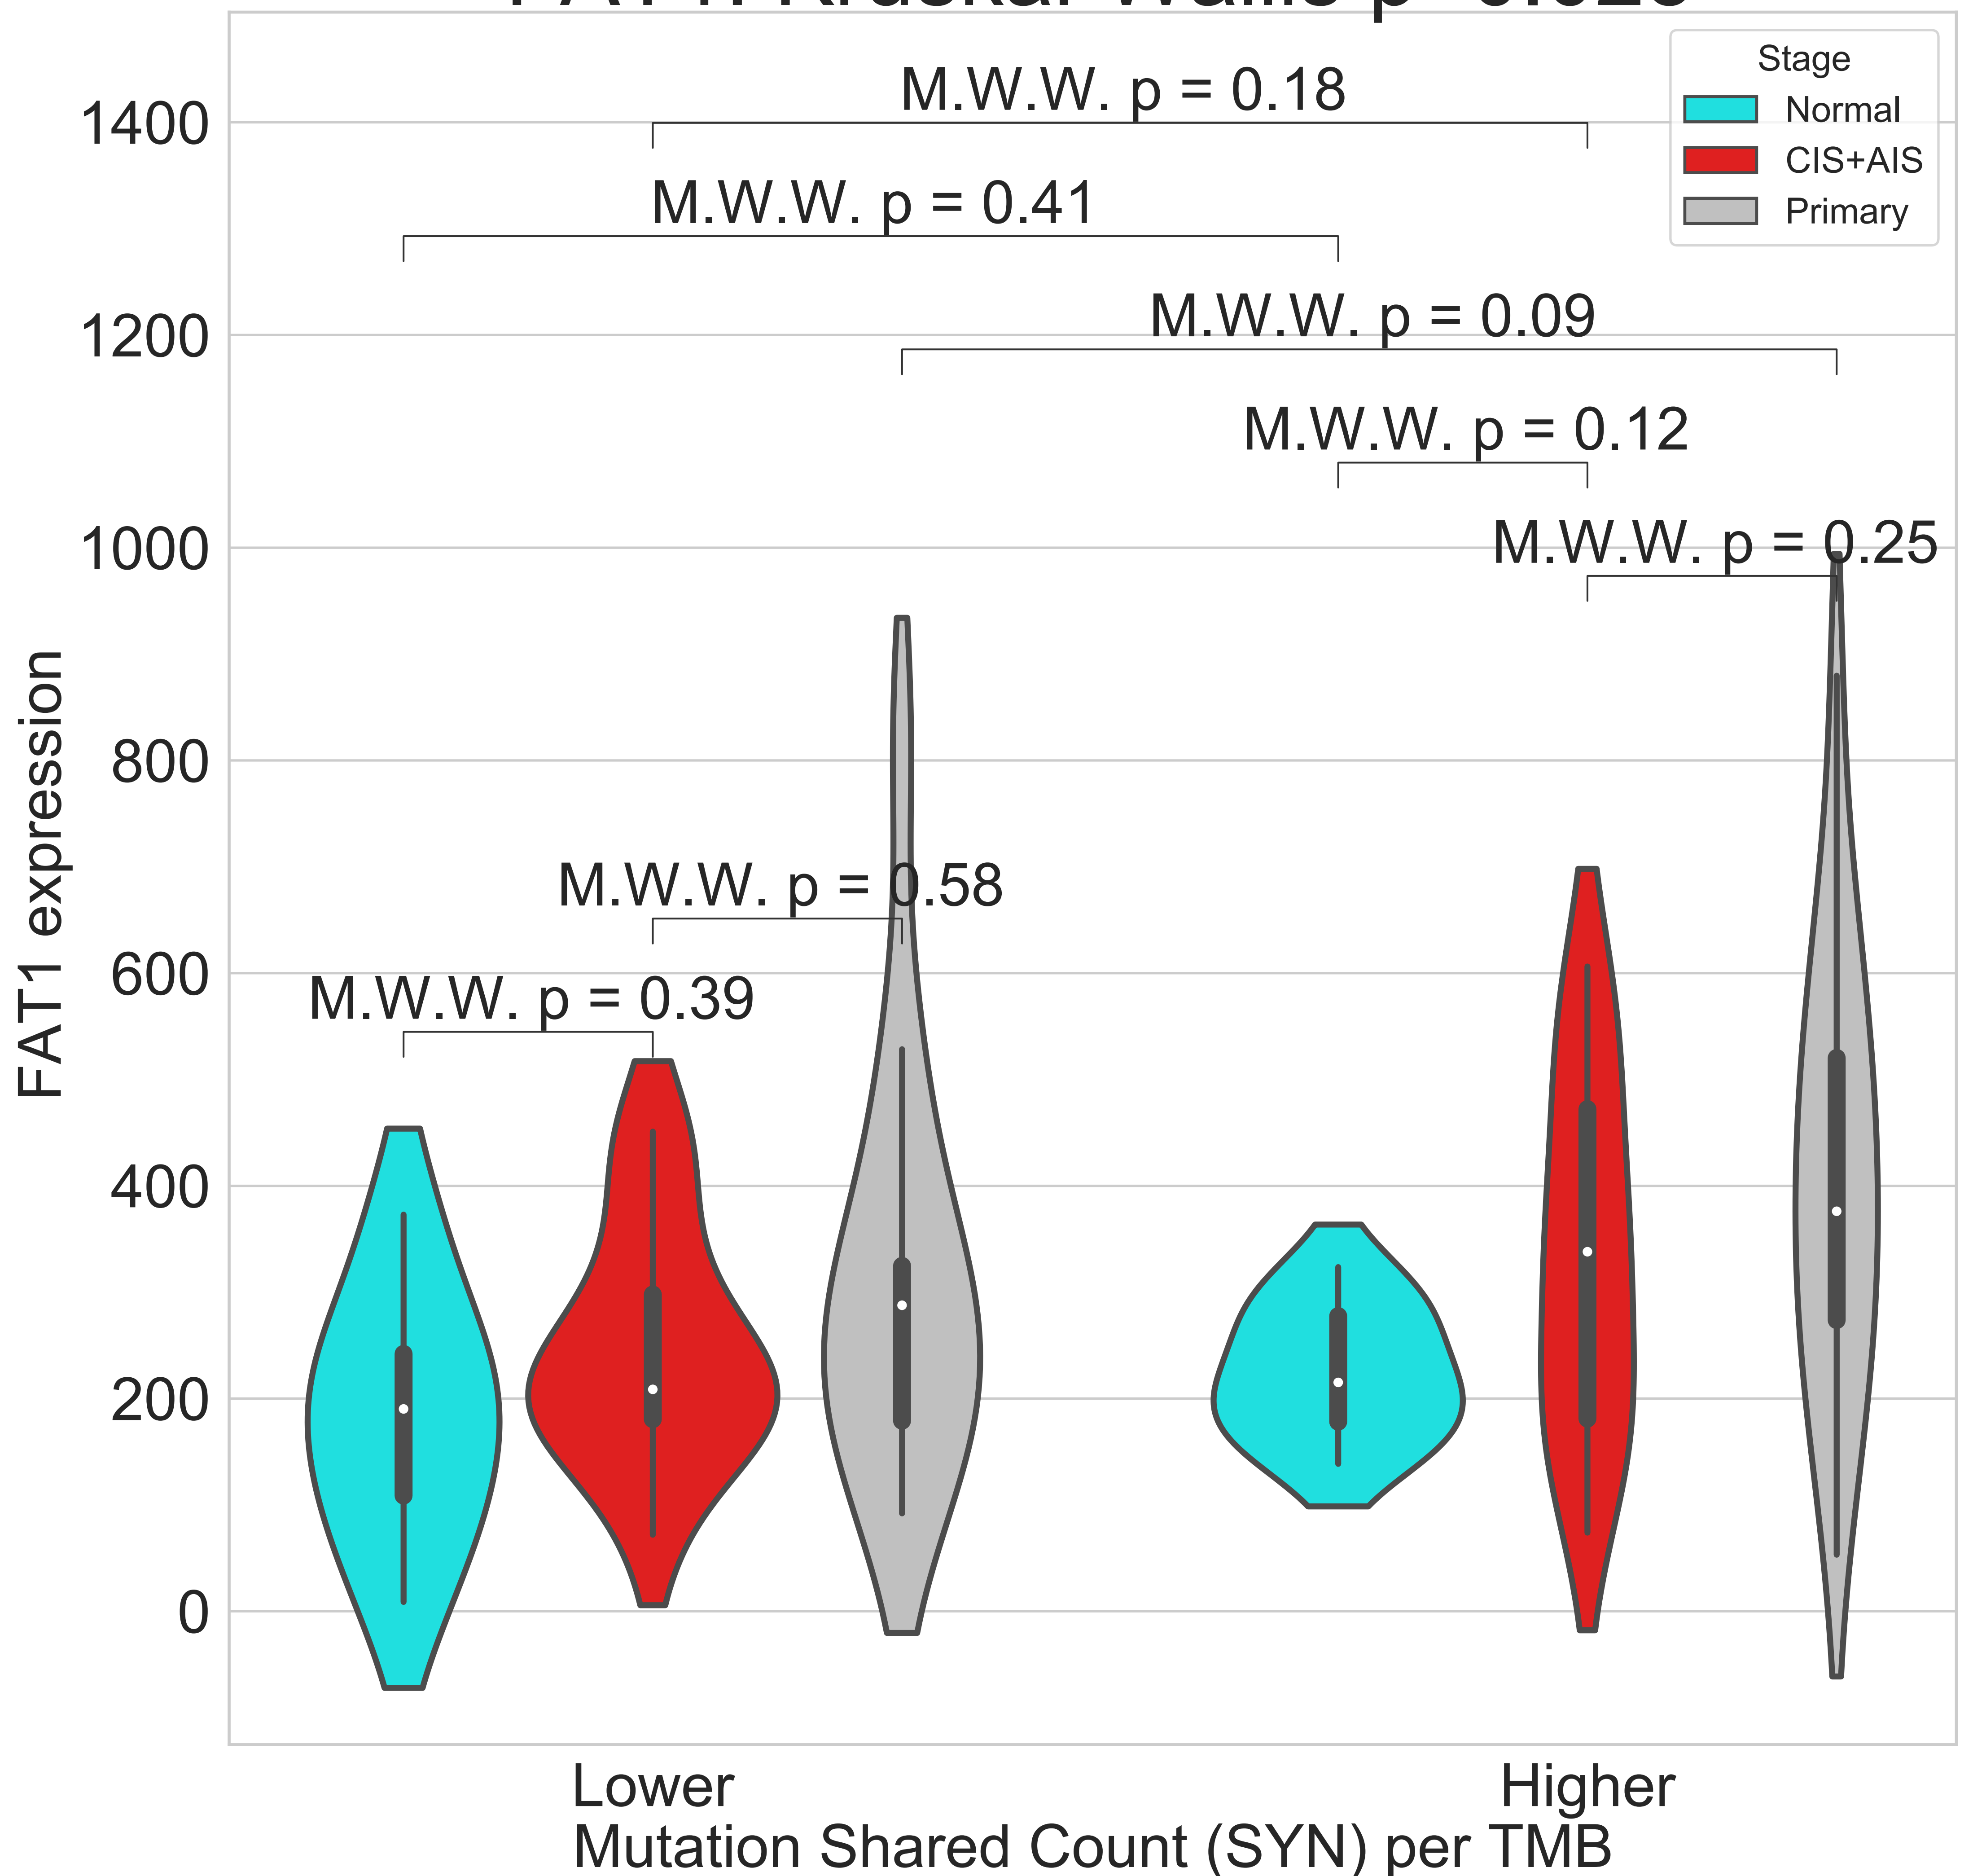 M.W.W. p = 0.18
Stage
Normal
CIS+AIS
Primary
1400
M.W.W. p = 0.41
M.W.W. p = 0.09
1200
M.W.W. p = 0.12
M.W.W. p = 0.25
1000
800
M.W.W. p = 0.58
M.W.W. p = 0.39
600
400
200
0
FAT1 expression
Lower
Higher
Mutation Shared Count (SYN) per TMB